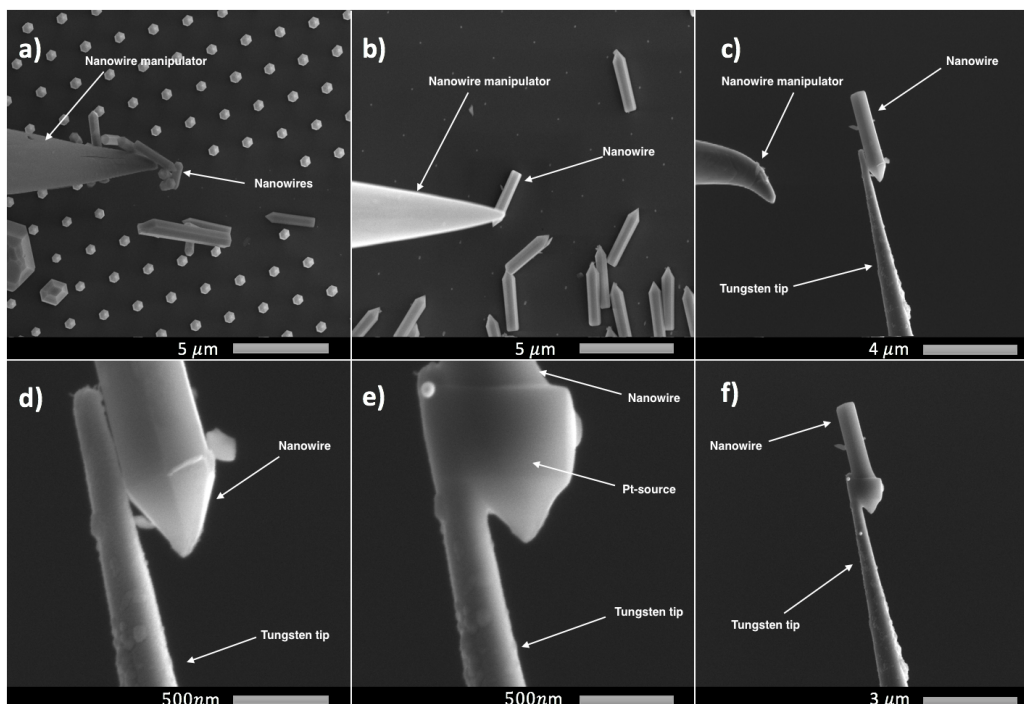 a)
Nanowire manipulator
Nanowires
5 μm
b)
Nanowire manipulator
Nanowire
5 μm
c)
Nanowire
Nanowire manipulator
Tungsten tip
4 μm
d)
Nanowire
Tungsten tip
500nm
e)
Nanowire
Pt-source
Tungsten tip
500nm
f)
Nanowire
Tungsten tip
3 μm